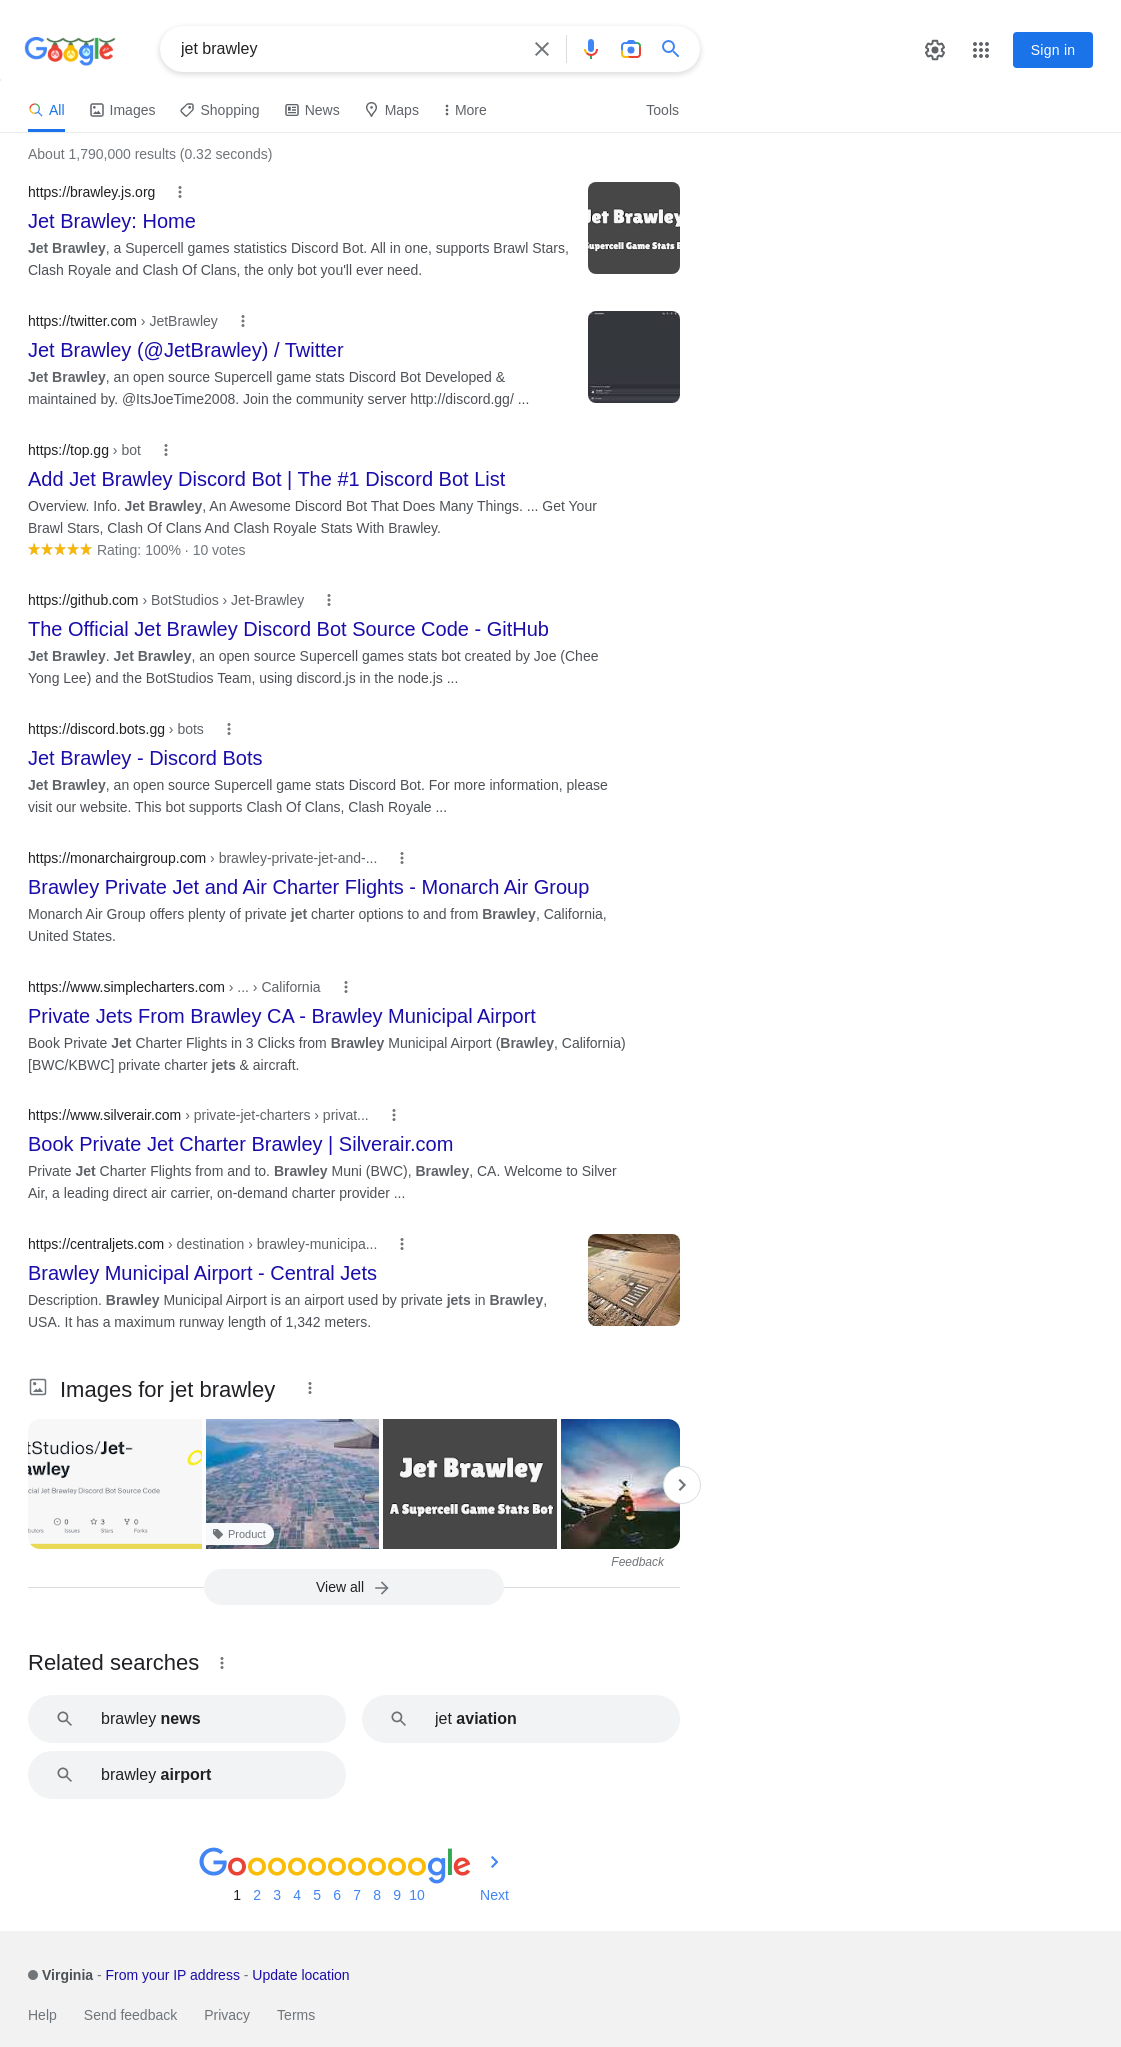 Google
jet brawley
Sign in
All
Images
Shopping
News
Maps
More
Tools
About 1,790,000 results (0.32 seconds)
https://brawley.js.org
Jet Brawley: Home
Jet Brawley, a Supercell games statistics Discord Bot. All in one, supports Brawl Stars,
Clash Royale and Clash Of Clans, the only bot you'll ever need.
Jet Brawley
Supercell Game Stats B
https://twitter.com › JetBrawley
Jet Brawley (@JetBrawley) / Twitter
Jet Brawley, an open source Supercell game stats Discord Bot Developed &
maintained by. @ItsJoeTime2008. Join the community server http://discord.gg/ ...
https://top.gg › bot
Add Jet Brawley Discord Bot | The #1 Discord Bot List
Overview. Info. Jet Brawley, An Awesome Discord Bot That Does Many Things. ... Get Your
Brawl Stars, Clash Of Clans And Clash Royale Stats With Brawley.
Rating: 100% · 10 votes
https://github.com › BotStudios › Jet-Brawley
The Official Jet Brawley Discord Bot Source Code - GitHub
Jet Brawley. Jet Brawley, an open source Supercell games stats bot created by Joe (Chee
Yong Lee) and the BotStudios Team, using discord.js in the node.js ...
https://discord.bots.gg › bots
Jet Brawley - Discord Bots
Jet Brawley, an open source Supercell game stats Discord Bot. For more information, please
visit our website. This bot supports Clash Of Clans, Clash Royale ...
https://monarchairgroup.com › brawley-private-jet-and-...
Brawley Private Jet and Air Charter Flights - Monarch Air Group
Monarch Air Group offers plenty of private jet charter options to and from Brawley, California,
United States.
https://www.simplecharters.com › ... › California
Private Jets From Brawley CA - Brawley Municipal Airport
Book Private Jet Charter Flights in 3 Clicks from Brawley Municipal Airport (Brawley, California)
[BWC/KBWC] private charter jets & aircraft.
https://www.silverair.com › private-jet-charters › privat...
Book Private Jet Charter Brawley | Silverair.com
Private Jet Charter Flights from and to. Brawley Muni (BWC), Brawley, CA. Welcome to Silver
Air, a leading direct air carrier, on-demand charter provider ...
https://centraljets.com › destination › brawley-municipa...
Brawley Municipal Airport - Central Jets
Description. Brawley Municipal Airport is an airport used by private jets in Brawley,
USA. It has a maximum runway length of 1,342 meters.
Images for jet brawley
tStudios/Jet-
awley
cial Jet Brawley Discord Bot Source Code
0
3
0
butors
Issues
Stars
Forks
Product
Jet Brawley
A Supercell Game Stats Bot
Feedback
View all
Related searches
brawley news
jet aviation
brawley airport
Goooooooooogle
1 2 3 4 5 6 7 8 9 10
Next
Virginia - From your IP address - Update location
Help
Send feedback
Privacy
Terms